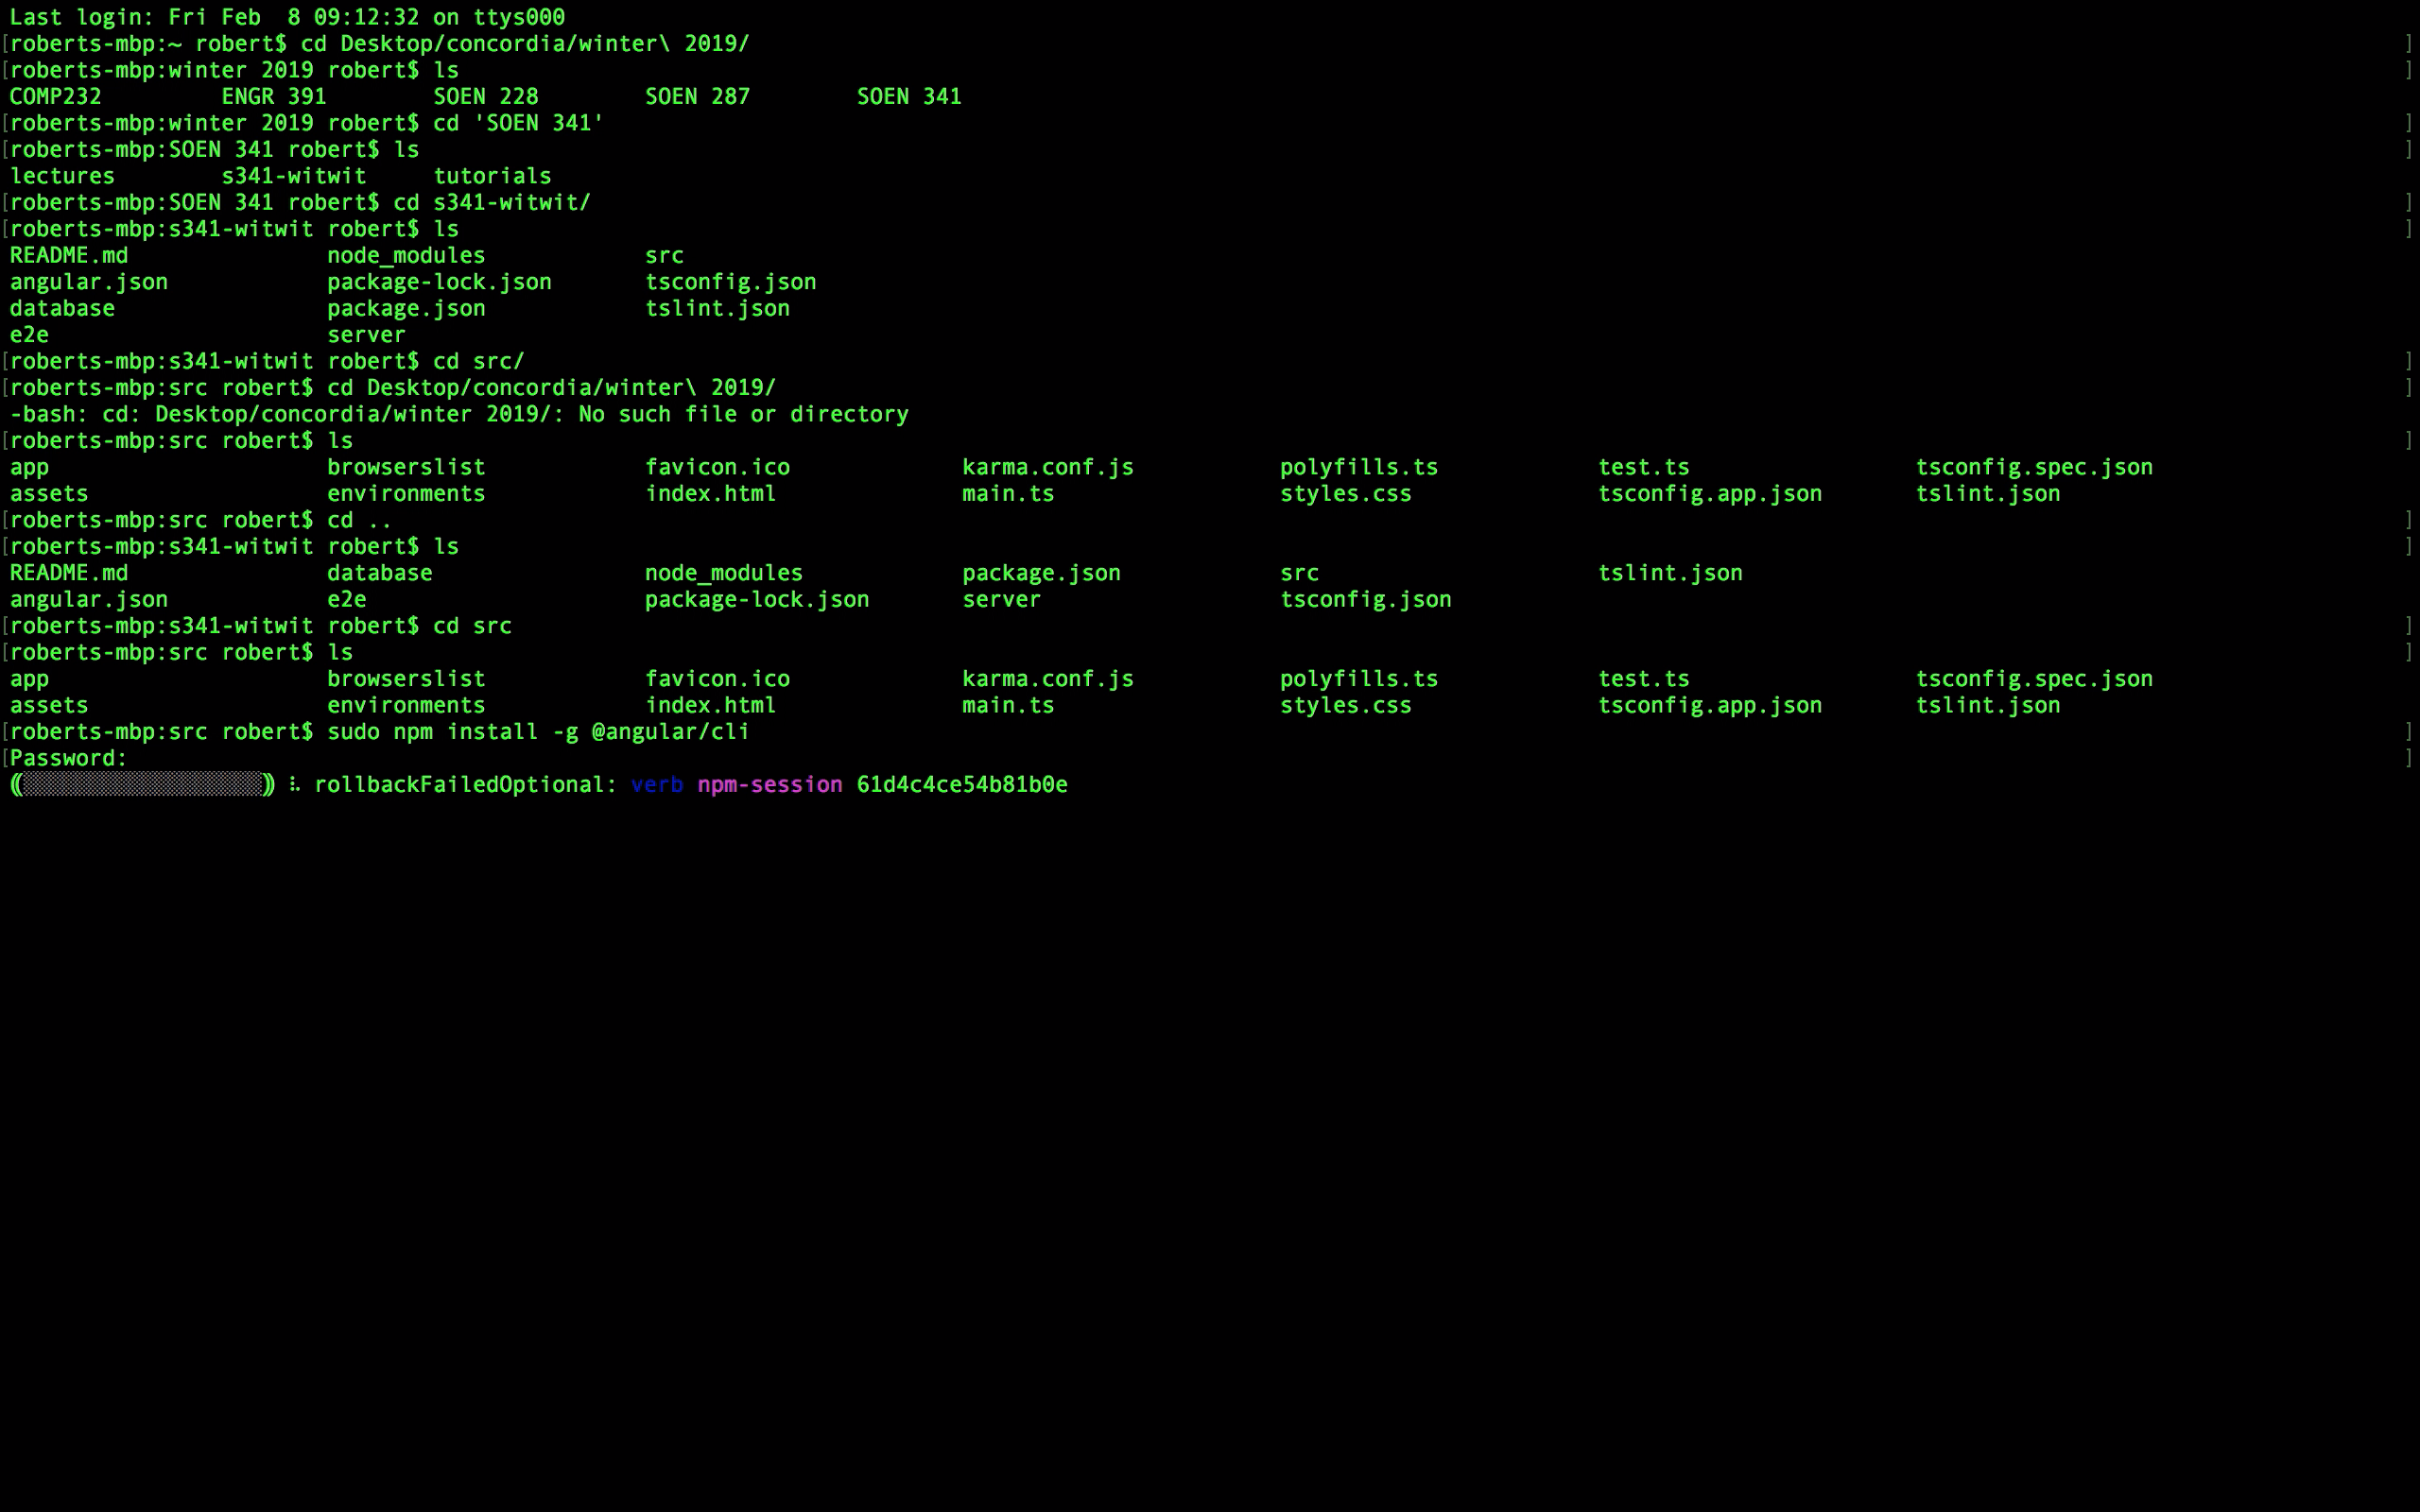 Last login: Fri Feb  8 09:12:32 on ttys000
[roberts-mbp:~ robert$ cd Desktop/concordia/winter\ 2019/ ]
[roberts-mbp:winter 2019 robert$ ls ]
COMP232         ENGR 391        SOEN 228        SOEN 287        SOEN 341
[roberts-mbp:winter 2019 robert$ cd 'SOEN 341' ]
[roberts-mbp:SOEN 341 robert$ ls ]
lectures        s341-witwit     tutorials
[roberts-mbp:SOEN 341 robert$ cd s341-witwit/ ]
[roberts-mbp:s341-witwit robert$ ls ]
README.md               node_modules            src
angular.json            package-lock.json       tsconfig.json
database                package.json            tslint.json
e2e                     server
[roberts-mbp:s341-witwit robert$ cd src/ ]
[roberts-mbp:src robert$ cd Desktop/concordia/winter\ 2019/ ]
-bash: cd: Desktop/concordia/winter 2019/: No such file or directory
[roberts-mbp:src robert$ ls ]
app                     browserslist            favicon.ico             karma.conf.js           polyfills.ts            test.ts                 tsconfig.spec.json
assets                  environments            index.html              main.ts                 styles.css              tsconfig.app.json       tslint.json
[roberts-mbp:src robert$ cd .. ]
[roberts-mbp:s341-witwit robert$ ls ]
README.md               database                node_modules            package.json            src                     tslint.json
angular.json            e2e                     package-lock.json       server                  tsconfig.json
[roberts-mbp:s341-witwit robert$ cd src ]
[roberts-mbp:src robert$ ls ]
app                     browserslist            favicon.ico             karma.conf.js           polyfills.ts            test.ts                 tsconfig.spec.json
assets                  environments            index.html              main.ts                 styles.css              tsconfig.app.json       tslint.json
[roberts-mbp:src robert$ sudo npm install -g @angular/cli ]
[Password: ]
⸨░░░░░░░░░░░░░░░░░░⸩ ⠧ rollbackFailedOptional: verb npm-session 61d4c4ce54b81b0e